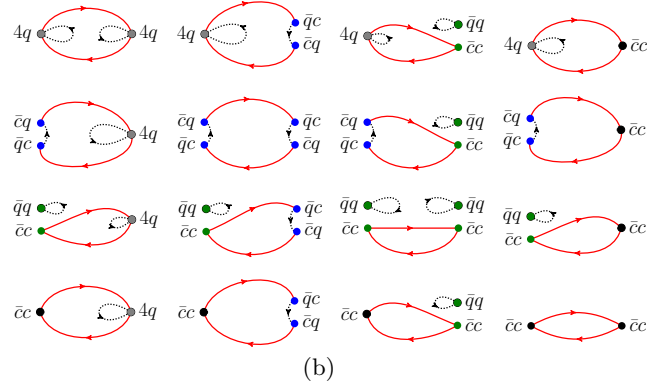 4q 4q 4q q̄c c̄q 4q q̄q c̄c 4q c̄c
c̄q q̄c 4q c̄q q̄c q̄c c̄q c̄q q̄c q̄q c̄c c̄q q̄c c̄c
q̄q c̄c 4q q̄q c̄c q̄c c̄q q̄q c̄c q̄q c̄c q̄q c̄c c̄c
c̄c 4q c̄c q̄c c̄q c̄c q̄q c̄c c̄c c̄c
(b)